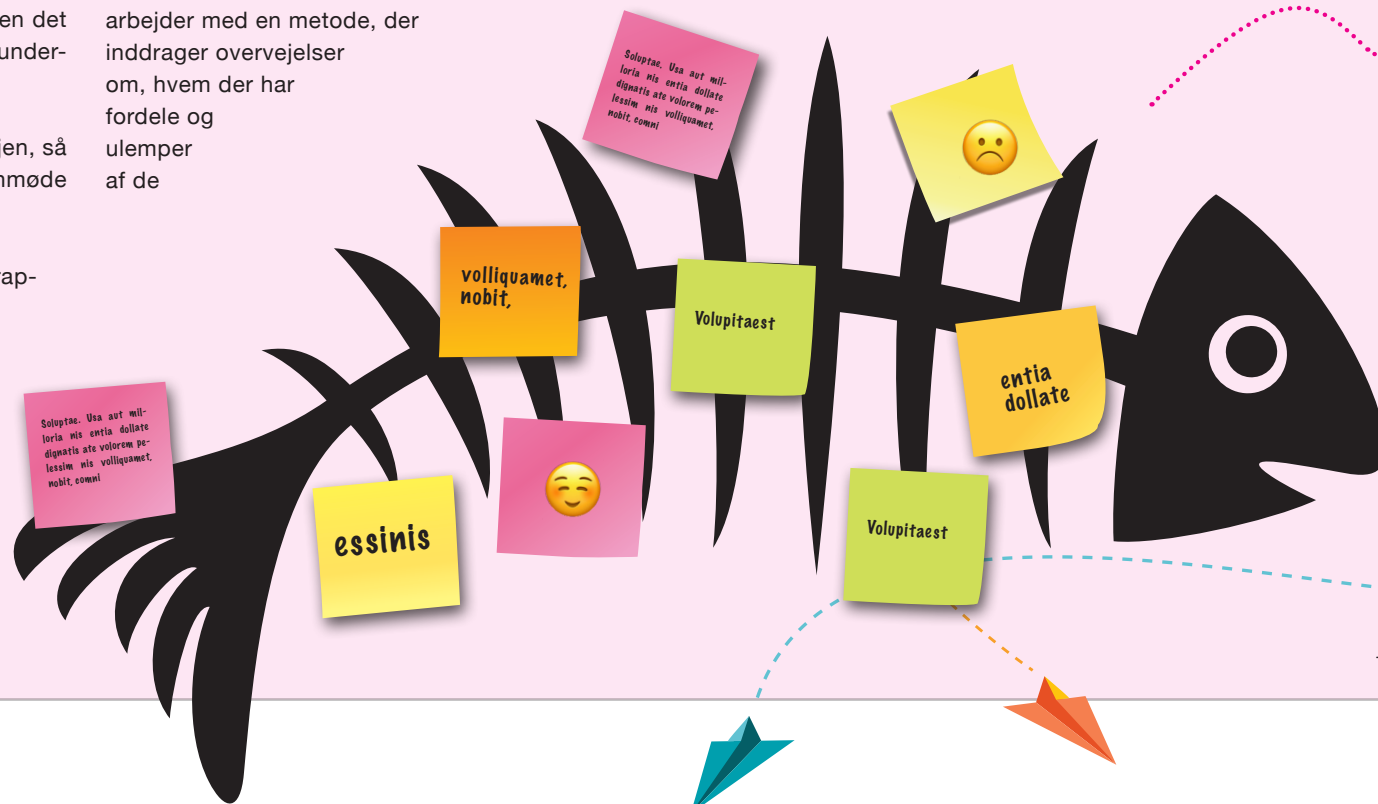 en det
under-
jen, så
nmøde
rap-
arbejder med en metode, der
inddrager overvejelser
om, hvem der har
fordele og
ulemper
af de
Soluptae. Usa aut mil-
loria nis entia dollate
dignatis ate volorem pe-
lessim nis volliquamet,
nobit, comni
volliquamet,
nobit,
Volupitaest
entia
dollate
Soluptae. Usa aut mil-
loria nis entia dollate
dignatis ate volorem pe-
lessim nis volliquamet,
nobit, comni
essinis
Volupitaest